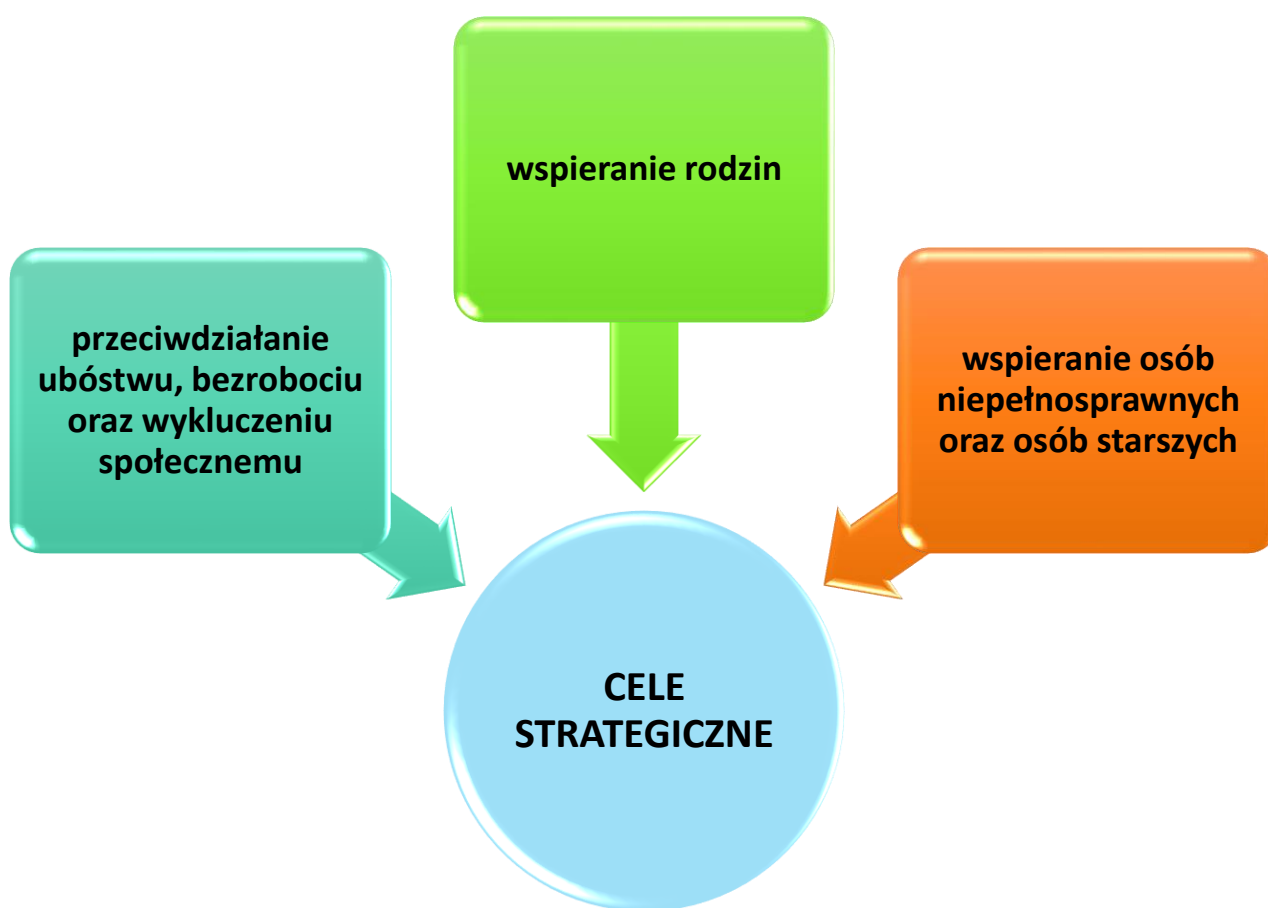 wspieranie rodzin
przeciwdziałanie
ubóstwu, bezrobociu
oraz wykluczeniu
społecznemu
wspieranie osób
niepełnosprawnych
oraz osób starszych
CELE
STRATEGICZNE